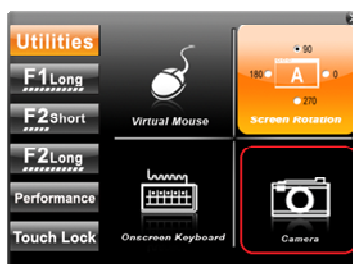 Utilities
F1Long
F2Short
F2Long
Performance
Touch Lock
Virtual Mouse
90
180
A
0
270
Screen Rotation
Onscreen Keyboard
Camera